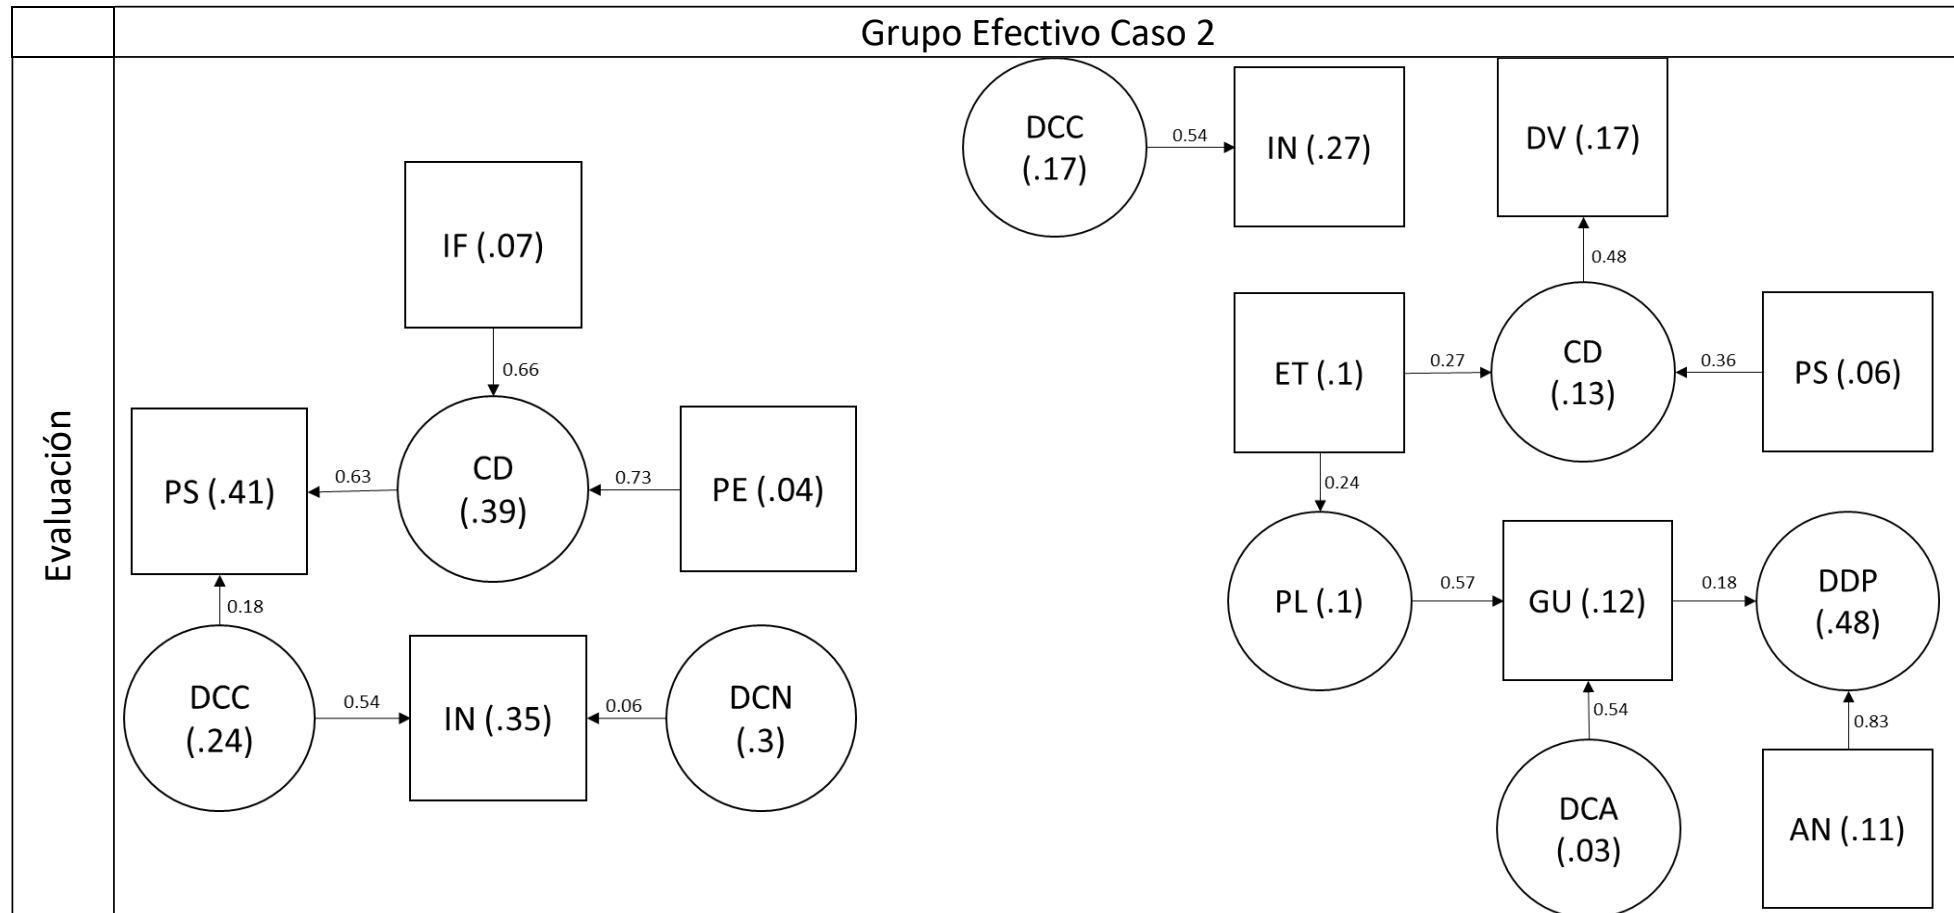 Grupo Efectivo Caso 2
Evaluación
IF (.07)
0.66
PS (.41)
0.63
CD
(.39)
0.73
PE (.04)
0.18
DCC
(.24)
0.54
IN (.35)
0.06
DCN
(.3)
DCC
(.17)
0.54
IN (.27)
DV (.17)
0.48
ET (.1)
0.27
CD
(.13)
0.36
PS (.06)
0.24
PL (.1)
0.57
GU (.12)
0.18
DDP
(.48)
0.54
0.83
DCA
(.03)
AN (.11)